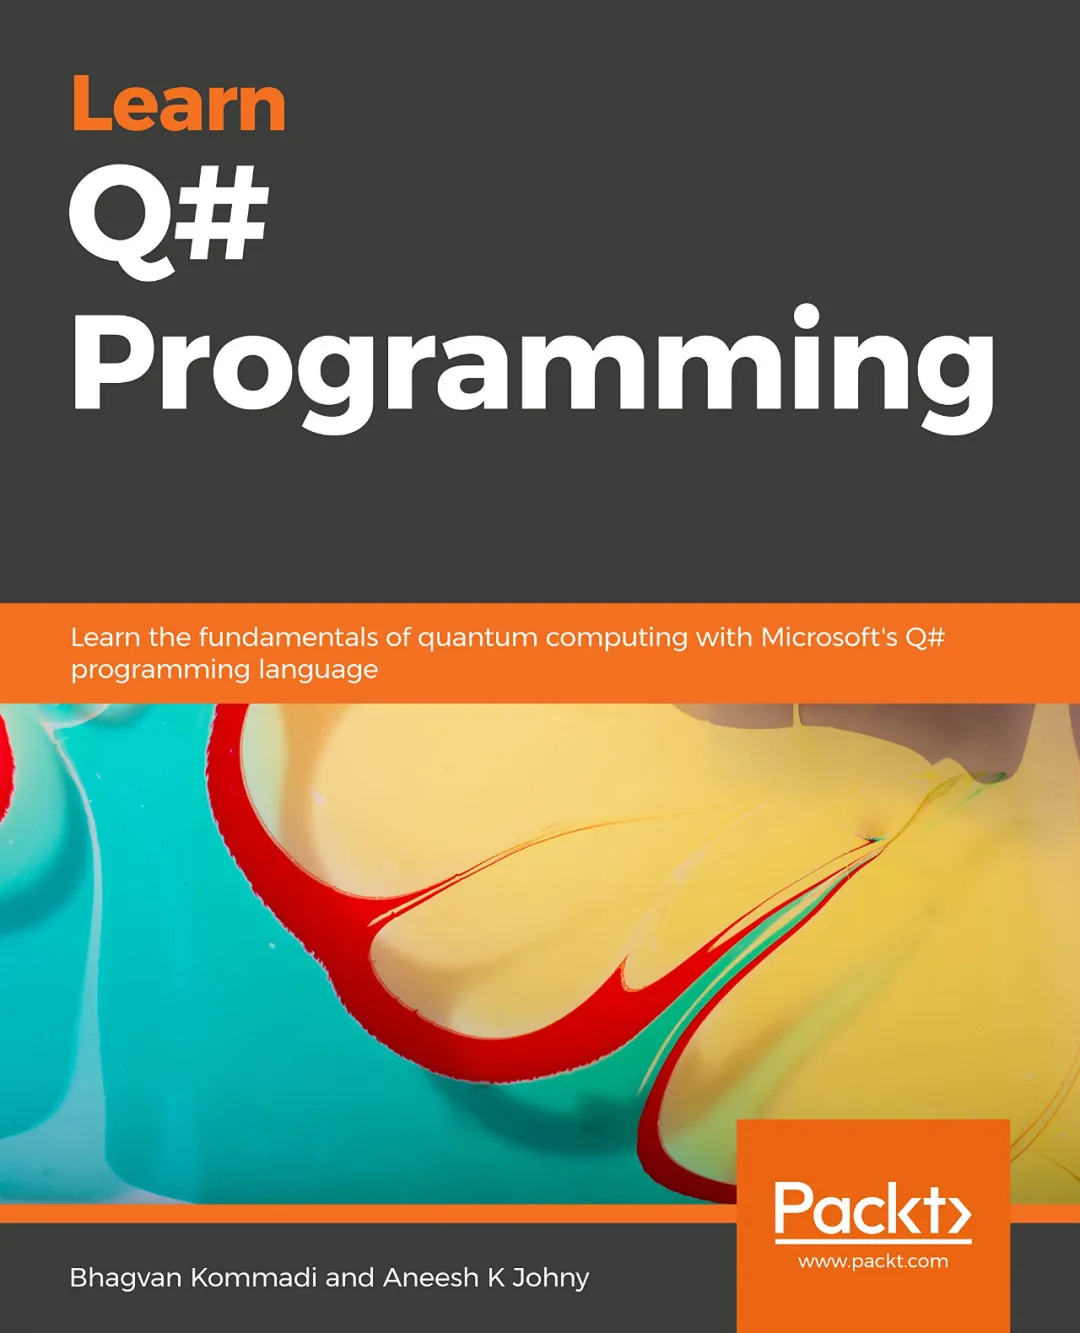 Learn
Q#
Programming
Learn the fundamentals of quantum computing with Microsoft's Q#
programming language
Packt>
www.packt.com
Bhagvan Kommadi and Aneesh K Johny